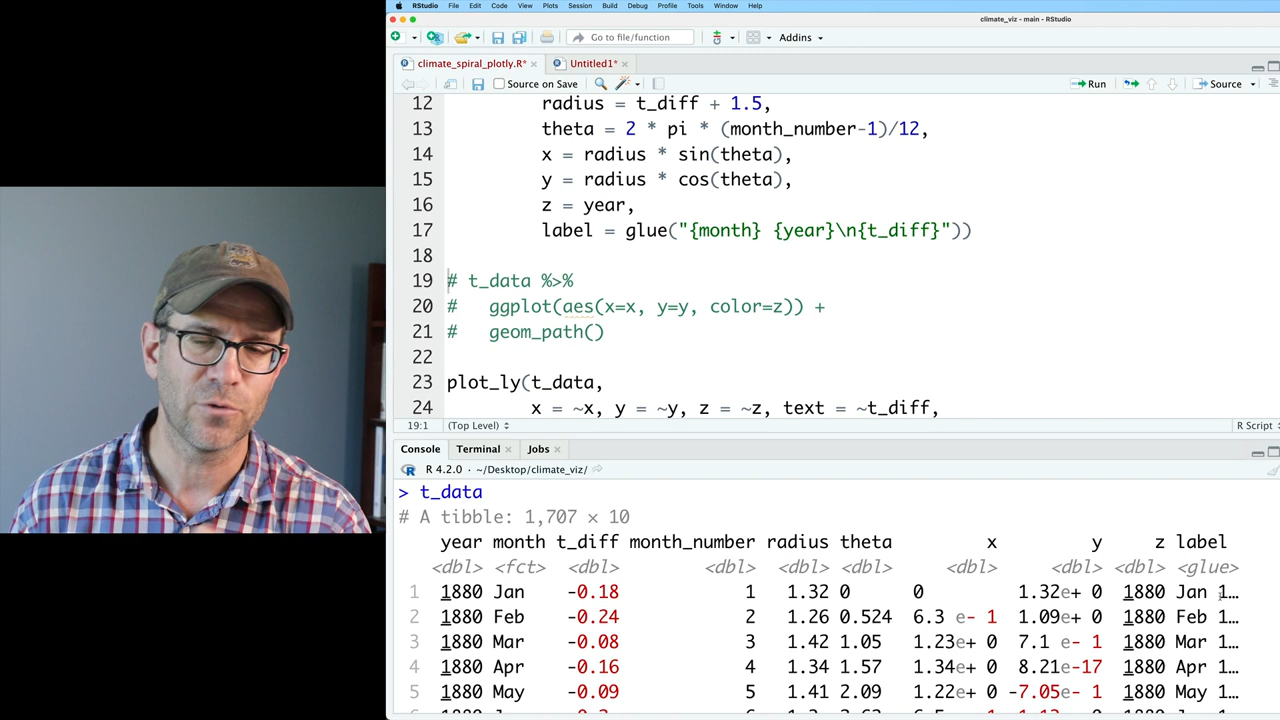 RStudio File Edit Code View Plots Session Build Debug Profile Tools Window Help
climate_viz - main - RStudio
Go to file/function Addins
climate_spiral_plotly.R* Untitled1*
Source on Save Run Source
12 radius = t_diff + 1.5,
13 theta = 2 * pi * (month_number-1)/12,
14 x = radius * sin(theta),
15 y = radius * cos(theta),
16 z = year,
17 label = glue("{month} {year}\n{t_diff}"))
18
19 # t_data %>%
20 # ggplot(aes(x=x, y=y, color=z)) +
21 # geom_path()
22
23 plot_ly(t_data,
24 x = ~x, y = ~y, z = ~z, text = ~t_diff,
19:1 (Top Level) R Script
Console Terminal Jobs
R 4.2.0 · ~/Desktop/climate_viz/
> t_data
# A tibble: 1,707 × 10
year month t_diff month_number radius theta x y z label
<dbl> <fct> <dbl> <dbl> <dbl> <dbl> <dbl> <dbl> <dbl> <glue>
1 1880 Jan -0.18 1 1.32 0 0 1.32e+ 0 1880 Jan 1…
2 1880 Feb -0.24 2 1.26 0.524 6.3 e- 1 1.09e+ 0 1880 Feb 1…
3 1880 Mar -0.08 3 1.42 1.05 1.23e+ 0 7.1 e- 1 1880 Mar 1…
4 1880 Apr -0.16 4 1.34 1.57 1.34e+ 0 8.21e-17 1880 Apr 1…
5 1880 May -0.09 5 1.41 2.09 1.22e+ 0 -7.05e- 1 1880 May 1…